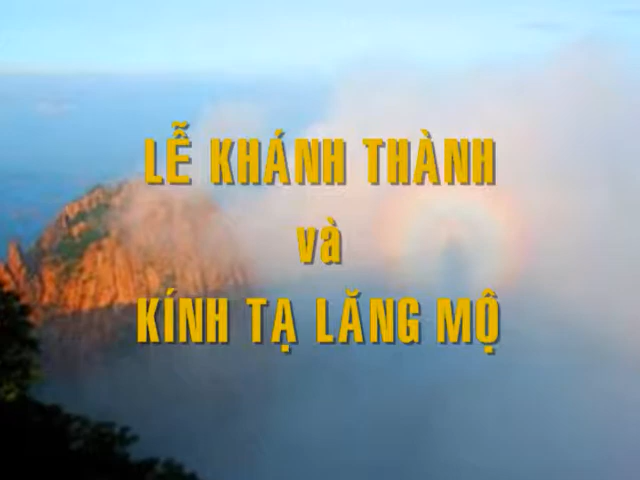 LỄ KHÁNH THÀNH
và
KÍNH TẠ LĂNG MỘ